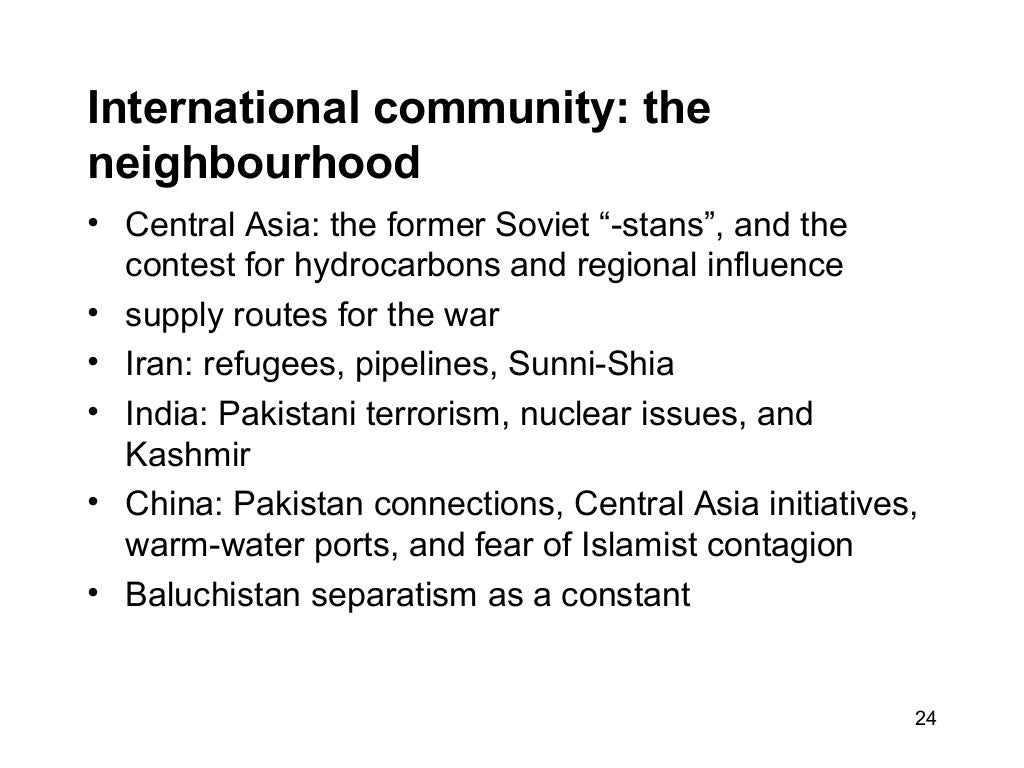 International community: the
neighbourhood
• Central Asia: the former Soviet “-stans”, and the
contest for hydrocarbons and regional influence
• supply routes for the war
• Iran: refugees, pipelines, Sunni-Shia
• India: Pakistani terrorism, nuclear issues, and
Kashmir
• China: Pakistan connections, Central Asia initiatives,
warm-water ports, and fear of Islamist contagion
• Baluchistan separatism as a constant
24